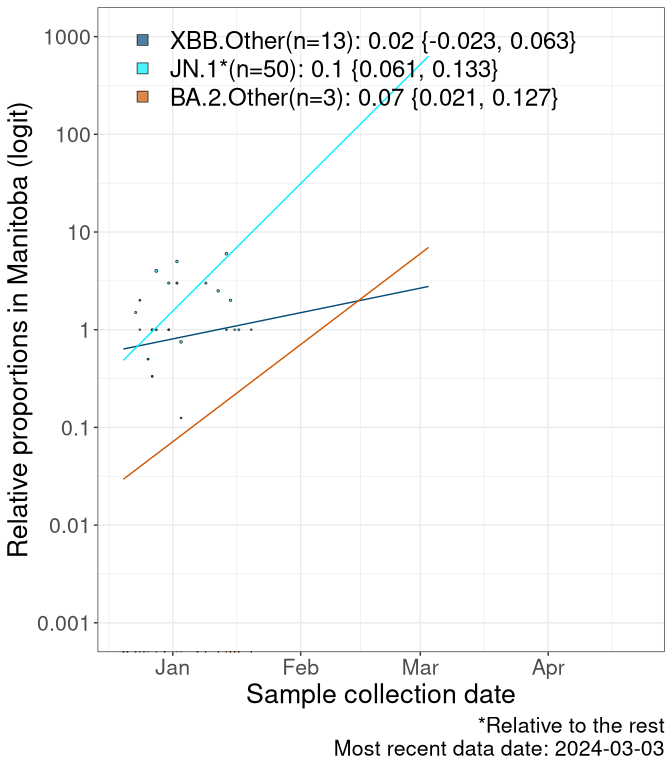 XBB.Other(n=13): 0.02 {-0.023, 0.063}
JN.1*(n=50): 0.1 {0.061, 0.133}
BA.2.Other(n=3): 0.07 {0.021, 0.127}
Relative proportions in Manitoba (logit)
1000
100
10
1
0.1
0.01
0.001
Jan Feb Mar Apr
Sample collection date
*Relative to the rest
Most recent data date: 2024-03-03